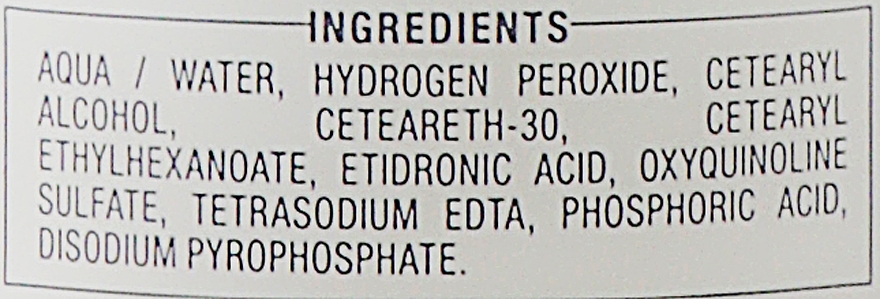 INGREDIENTS
AQUA / WATER, HYDROGEN PEROXIDE, CETEARYL
ALCOHOL, CETEARETH-30, CETEARYL
ETHYLHEXANOATE, ETIDRONIC ACID, OXYQUINOLINE
SULFATE, TETRASODIUM EDTA, PHOSPHORIC ACID,
DISODIUM PYROPHOSPHATE.